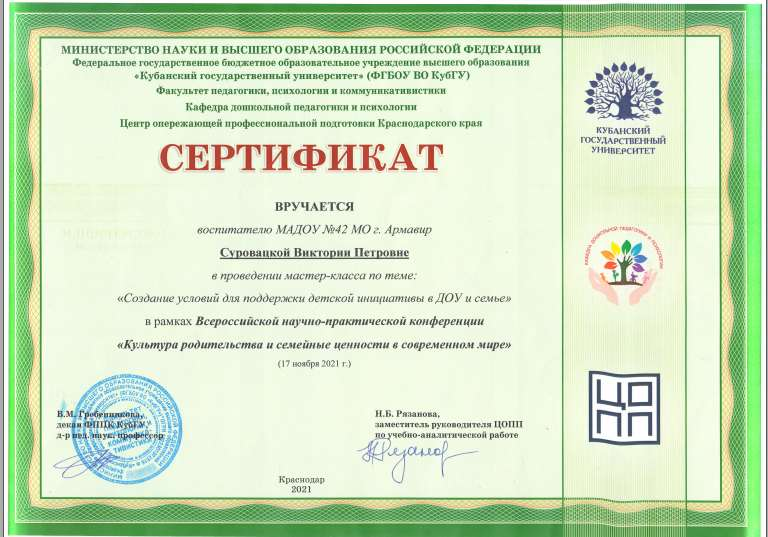 МИНИСТЕРСТВО НАУКИ И ВЫСШЕГО ОБРАЗОВАНИЯ РОССИЙСКОЙ ФЕДЕРАЦИИ
Федеральное государственное бюджетное образовательное учреждение высшего образования
«Кубанский государственный университет» (ФГБОУ ВО КубГУ)
Факультет педагогики, психологии и коммуникативистики
Кафедра дошкольной педагогики и психологии
Центр опережающей профессиональной подготовки Краснодарского края
СЕРТИФИКАТ
ВРУЧАЕТСЯ
воспитателю МАДОУ №42 МО г. Армавир
Суровацкой Виктории Петровне
в проведении мастер-класса по теме:
«Создание условий для поддержки детской инициативы в ДОУ и семье»
в рамках Всероссийской научно-практической конференции
«Культура родительства и семейные ценности в современном мире»
(17 ноября 2021 г.)
В.М. Гребенникова,
декан ФППК КубГУ,
д-р пед. наук, профессор
Н.Б. Рязанова,
заместитель руководителя ЦОПП
по учебно-аналитической работе
Краснодар
2021
КУБАНСКИЙ
ГОСУДАРСТВЕННЫЙ
УНИВЕРСИТЕТ
КАФЕДРА ДОШКОЛЬНОЙ ПЕДАГОГИКИ И ПСИХОЛОГИИ
ЦО
ПП